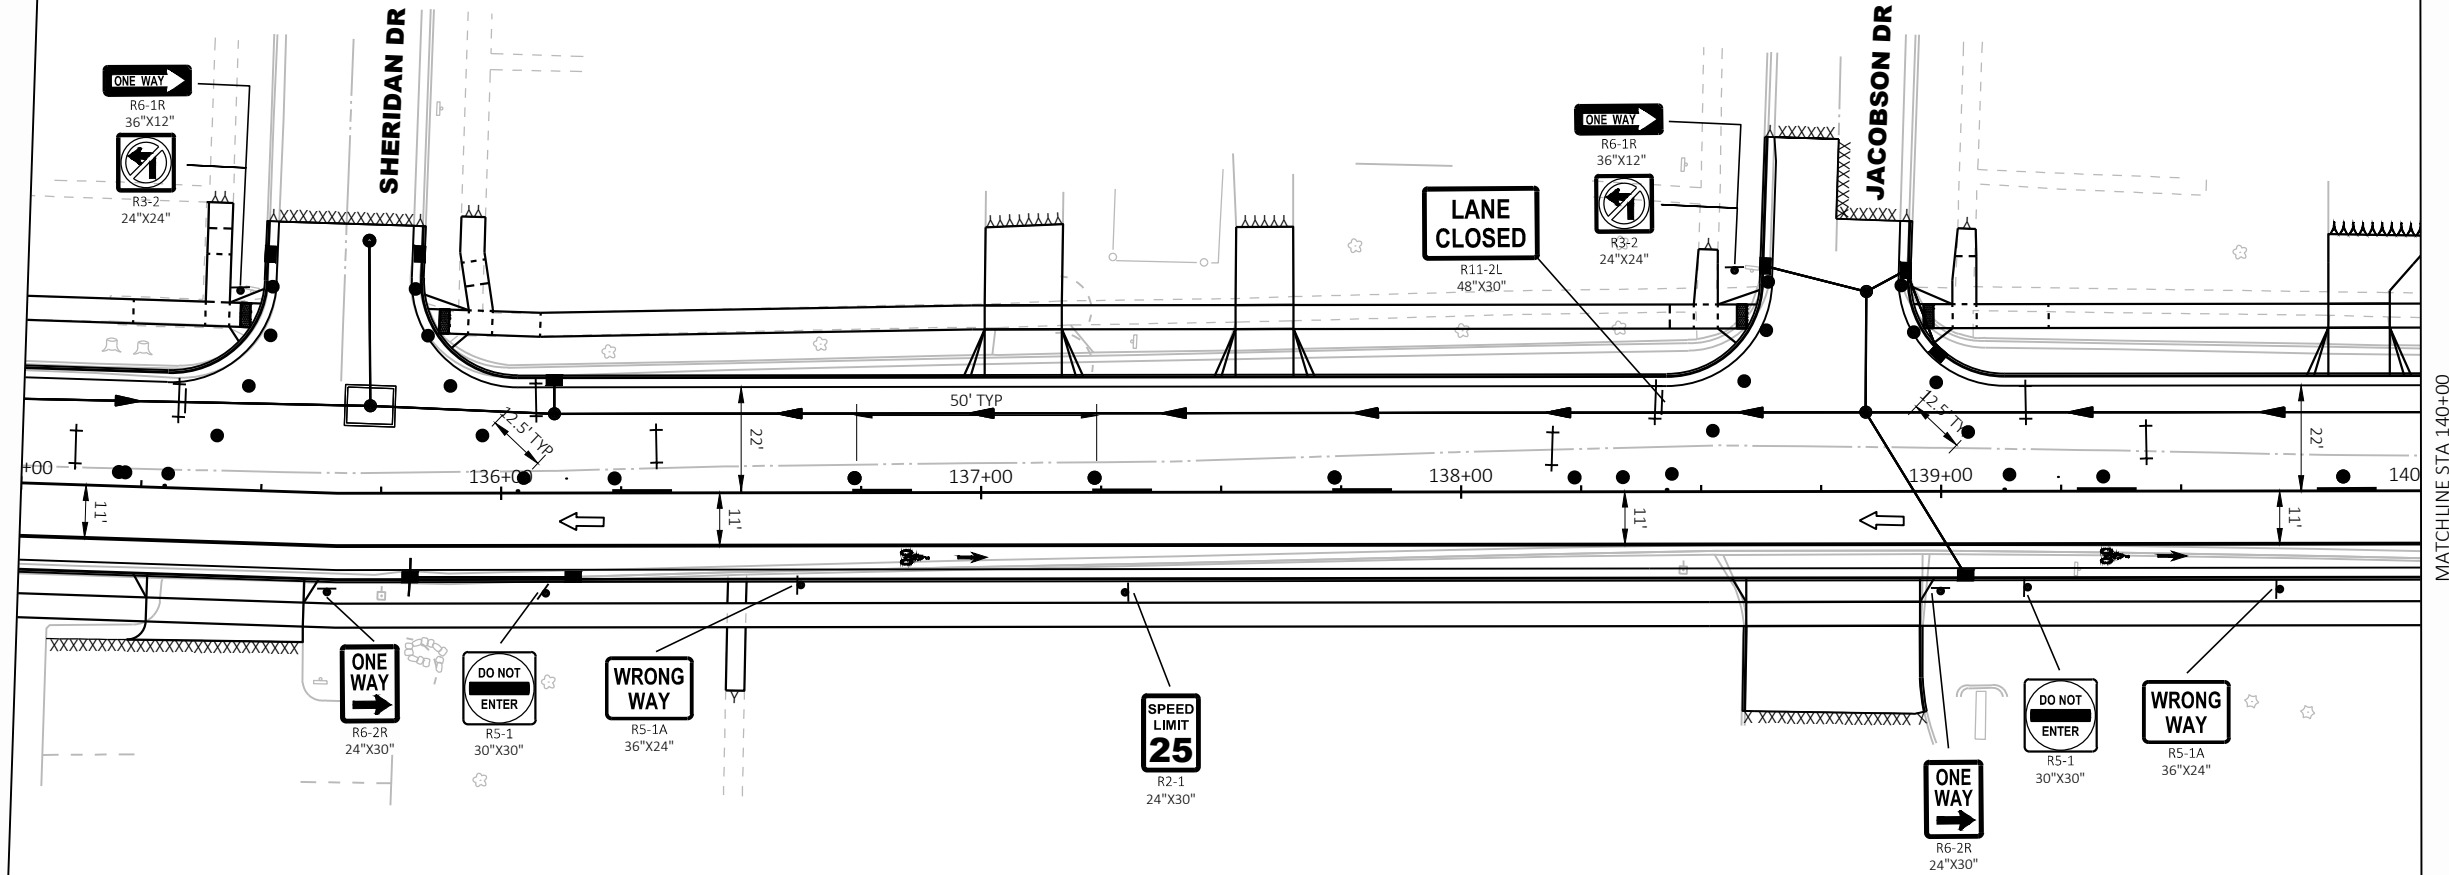 SHERIDAN DR
JACOBSON DR
ONE WAY
R6-1R
36"X12"
R3-2
24"X24"
ONE WAY
R6-1R
36"X12"
R3-2
24"X24"
LANE
CLOSED
R11-2L
48"X30"
50' TYP
12.5' TYP
22'
12.5' TY
22'
+00
136+00
137+00
138+00
139+00
140
MATCHLINE STA 140+00
11'
11'
11'
11'
ONE
WAY
R6-2R
24"X30"
DO NOT
ENTER
R5-1
30"X30"
WRONG
WAY
R5-1A
36"X24"
SPEED
LIMIT
25
R2-1
24"X30"
ONE
WAY
R6-2R
24"X30"
DO NOT
ENTER
R5-1
30"X30"
WRONG
WAY
R5-1A
36"X24"